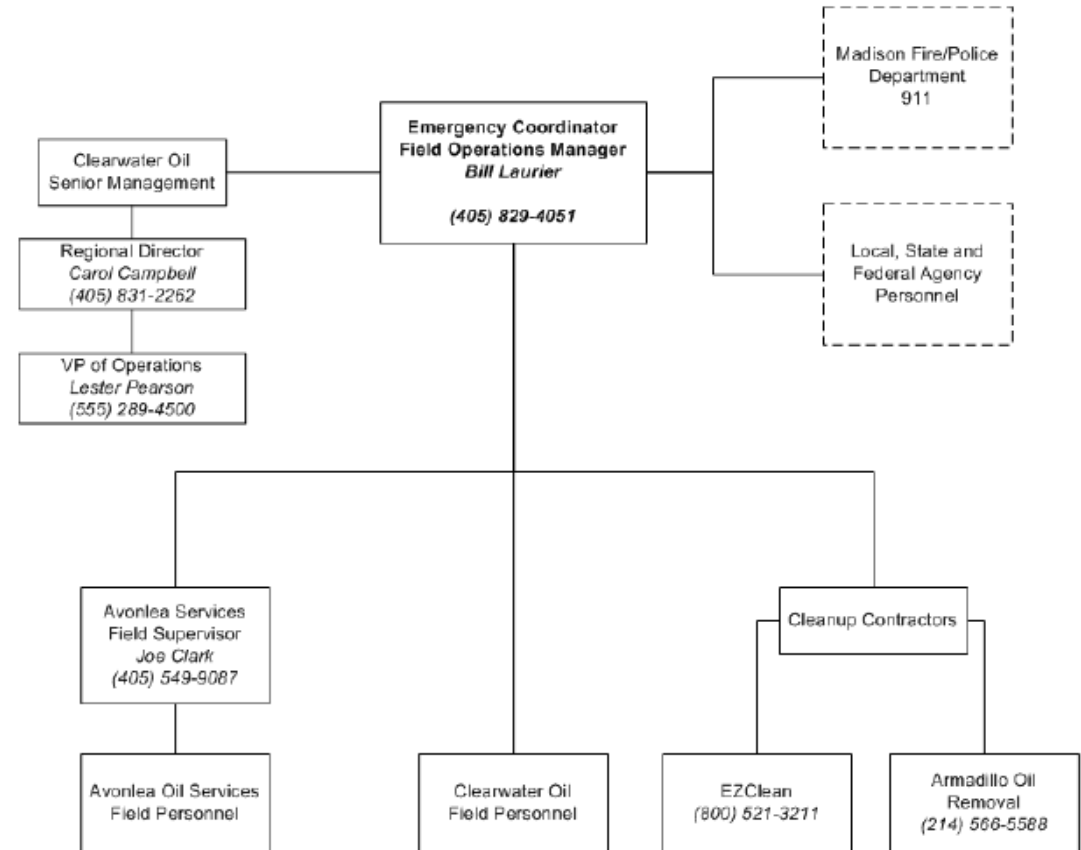 Madison Fire/Police
Department
911
Emergency Coordinator
Field Operations Manager
Bill Laurier
(405) 829-4051
Clearwater Oil
Senior Management
Regional Director
Carol Campbell
(405) 831-2262
VP of Operations
Lester Pearson
(555) 289-4500
Local, State and
Federal Agency
Personnel
Avonlea Services
Field Supervisor
Joe Clark
(405) 549-9087
Cleanup Contractors
Avonlea Oil Services
Field Personnel
Clearwater Oil
Field Personnel
EZClean
(800) 521-3211
Armadillo Oil
Removal
(214) 566-5588